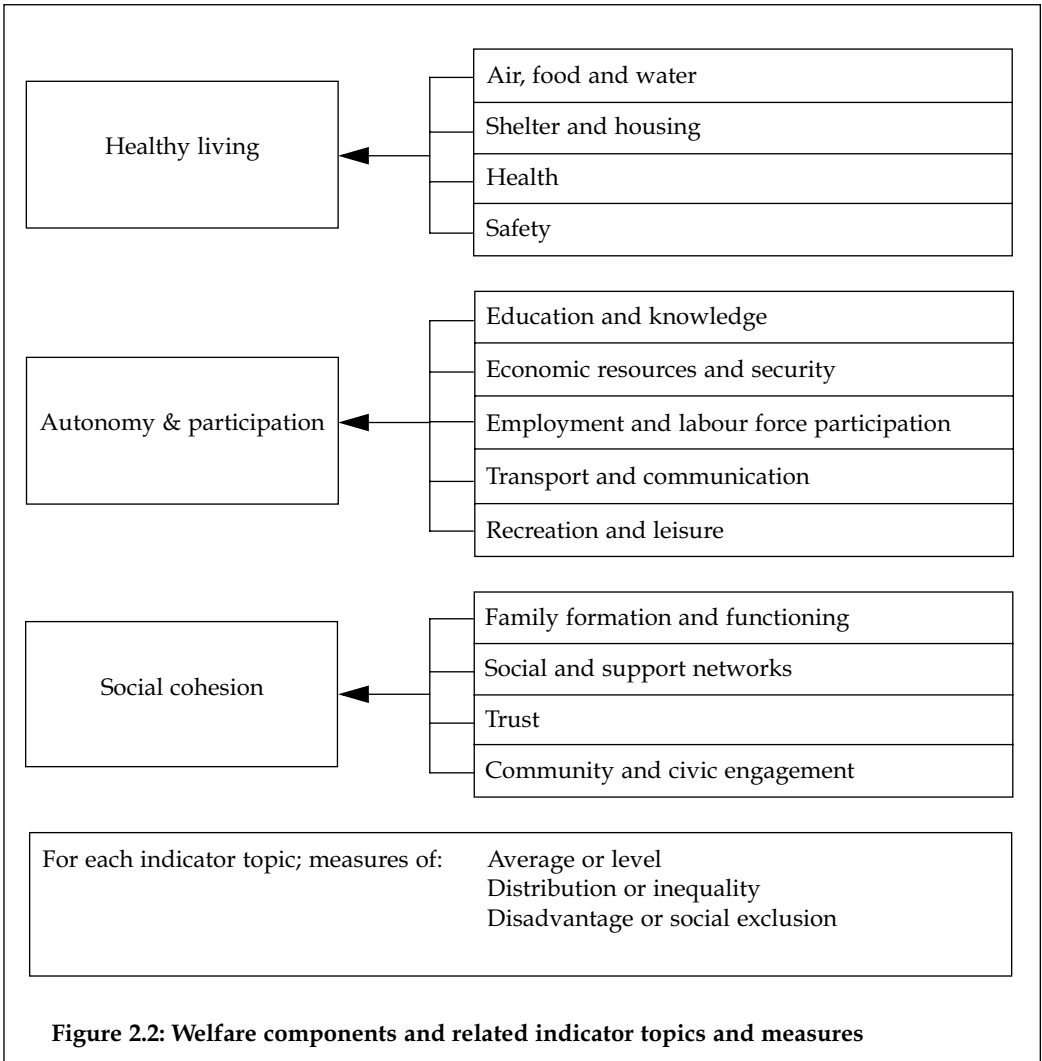 Healthy living
Air, food and water
Shelter and housing
Health
Safety
Autonomy & participation
Education and knowledge
Economic resources and security
Employment and labour force participation
Transport and communication
Recreation and leisure
Social cohesion
Family formation and functioning
Social and support networks
Trust
Community and civic engagement
For each indicator topic; measures of: Average or level
Distribution or inequality
Disadvantage or social exclusion
Figure 2.2: Welfare components and related indicator topics and measures